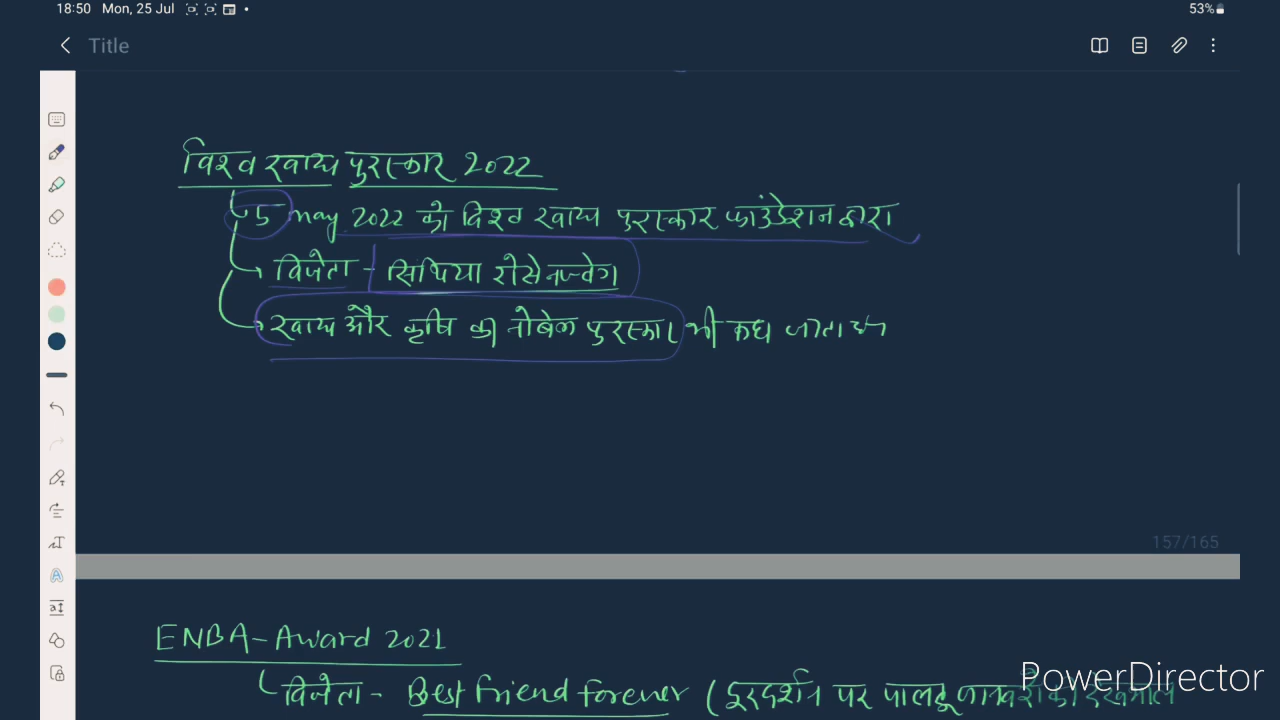 18:50 Mon, 25 Jul
53%
Title
विश्व खाद्य पुरस्कार 2022
5 may 2022 को विश्व खाद्य पुरस्कार फाउंडेशन द्वारा
विजेता - सिंथिया रोसेनज्वेग
खाद्य और कृषि का नोबेल पुरस्कार भी कहा जाता है
157/165
ENBA-Award 2021
विजेता - Best friend forever (दूरदर्शन पर पालतू जानवरों की देखभाल
PowerDirector